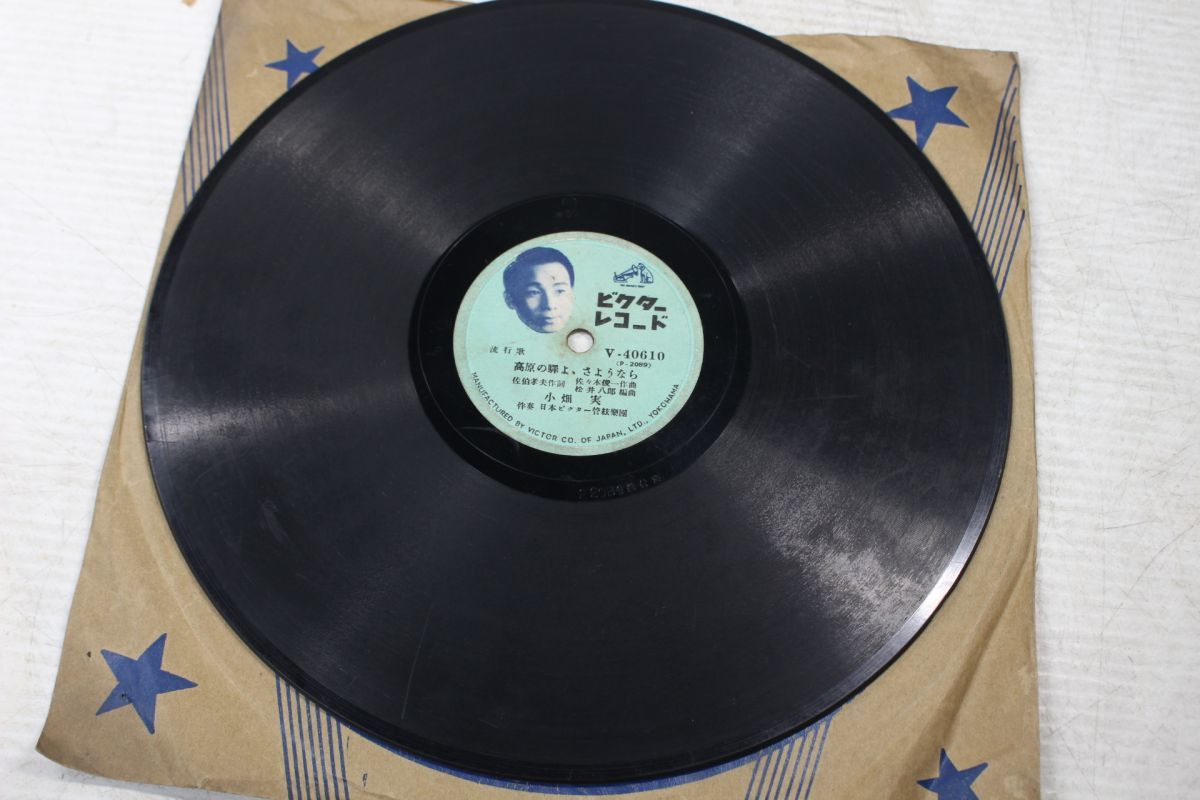 ビクター
レコード
流行歌 V-40610
(P-2089)
高原の驛よ、さようなら
佐伯孝夫作詞 佐々木俊一作曲
松井八郎編曲
小畑 実
伴奏 日本ビクター管絃樂團
MANUFACTURED BY VICTOR CO. OF JAPAN, LTD., YOKOHAMA